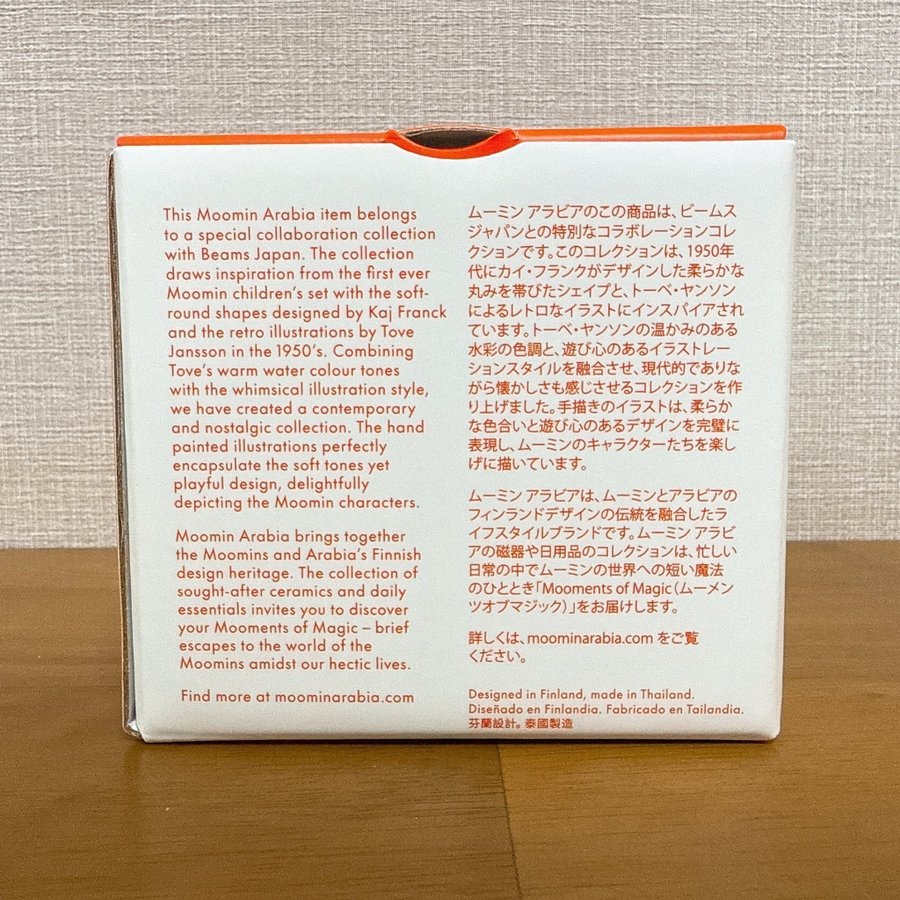 This Moomin Arabia item belongs
to a special collaboration collection
with Beams Japan. The collection
draws inspiration from the first ever
Moomin children's set with the soft-
round shapes designed by Kaj Franck
and the retro illustrations by Tove
Jansson in the 1950's. Combining
Tove's warm water colour tones
with the whimsical illustration style,
we have created a contemporary
and nostalgic collection. The hand
painted illustrations perfectly
encapsulate the soft tones yet
playful design, delightfully
depicting the Moomin characters.
Moomin Arabia brings together
the Moomins and Arabia's Finnish
design heritage. The collection of
sought-after ceramics and daily
essentials invites you to discover
your Mooments of Magic – brief
escapes to the world of the
Moomins amidst our hectic lives.
Find more at moominarabia.com
ムーミン アラビアのこの商品は、ビームス
ジャパンとの特別なコラボレーションコレ
クションです。このコレクションは、1950年
代にカイ・フランクがデザインした柔らかな
丸みを帯びたシェイプと、トーベ・ヤンソン
によるレトロなイラストにインスパイアされ
ています。トーベ・ヤンソンの温かみのある
水彩の色調と、遊び心のあるイラストレー
ションスタイルを融合させ、現代的でありな
がら懐かしさも感じさせるコレクションを作
り上げました。手描きのイラストは、柔らか
な色合いと遊び心のあるデザインを完璧に
表現し、ムーミンのキャラクターたちを楽し
げに描いています。
ムーミン アラビアは、ムーミンとアラビアの
フィンランドデザインの伝統を融合したラ
イフスタイルブランドです。ムーミン アラビ
アの磁器や日用品のコレクションは、忙しい
日常の中でムーミンの世界への短い魔法
のひととき「Mooments of Magic（ムーメン
ツオブマジック）」をお届けします。
詳しくは、moominarabia.com をご覧
ください。
Designed in Finland, made in Thailand.
Diseñado en Finlandia. Fabricado en Tailandia.
芬蘭設計。泰國製造